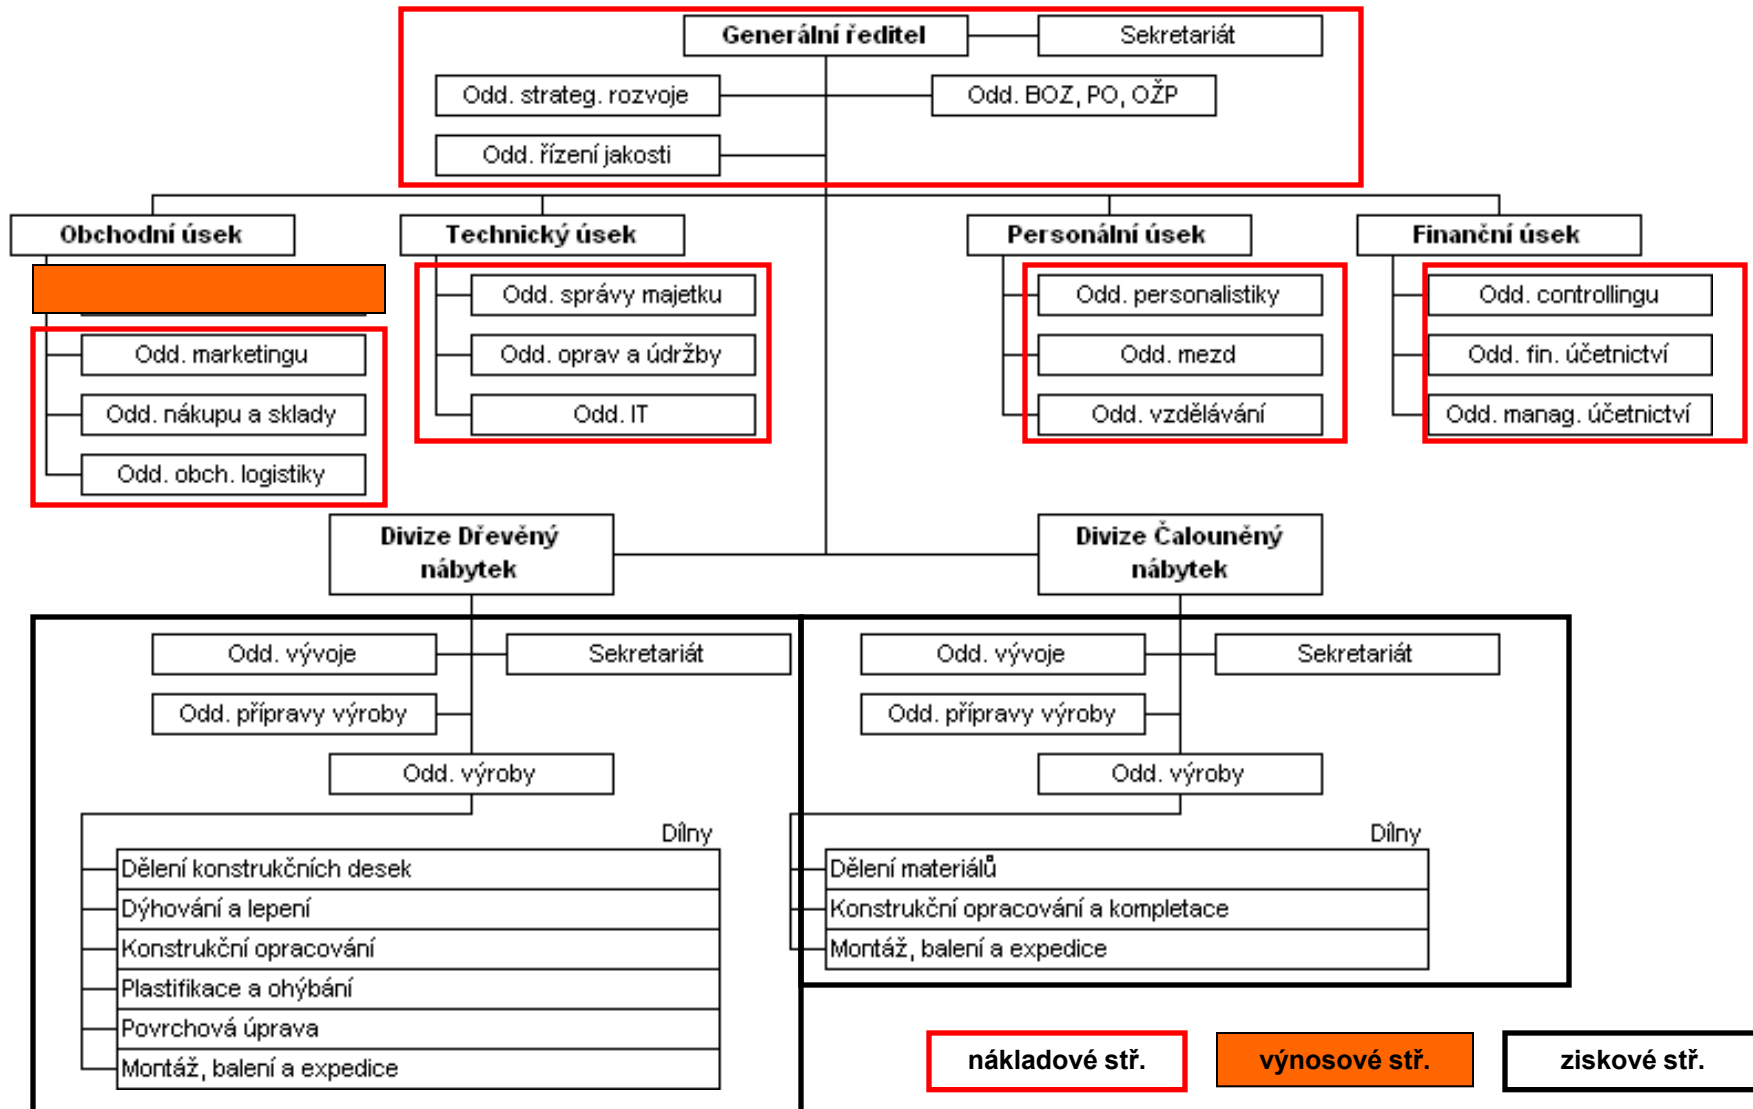 Generální ředitel
Sekretariát
Odd. strateg. rozvoje
Odd. BOZ, PO, OŽP
Odd. řízení jakosti
Obchodní úsek
Technický úsek
Personální úsek
Finanční úsek
Odd. správy majetku
Odd. personalistiky
Odd. controllingu
Odd. marketingu
Odd. oprav a údržby
Odd. mezd
Odd. fin. účetnictví
Odd. nákupu a sklady
Odd. IT
Odd. vzdělávání
Odd. manag. účetnictví
Odd. obch. logistiky
Divize Dřevěný
nábytek
Divize Čalouněný
nábytek
Odd. vývoje
Sekretariát
Odd. vývoje
Sekretariát
Odd. přípravy výroby
Odd. přípravy výroby
Odd. výroby
Odd. výroby
Dílny
Dílny
Dělení konstrukčních desek
Dýhování a lepení
Konstrukční opracování
Plastifikace a ohýbání
Povrchová úprava
Montáž, balení a expedice
Dělení materiálů
Konstrukční opracování a kompletace
Montáž, balení a expedice
nákladové stř.
výnosové stř.
ziskové stř.